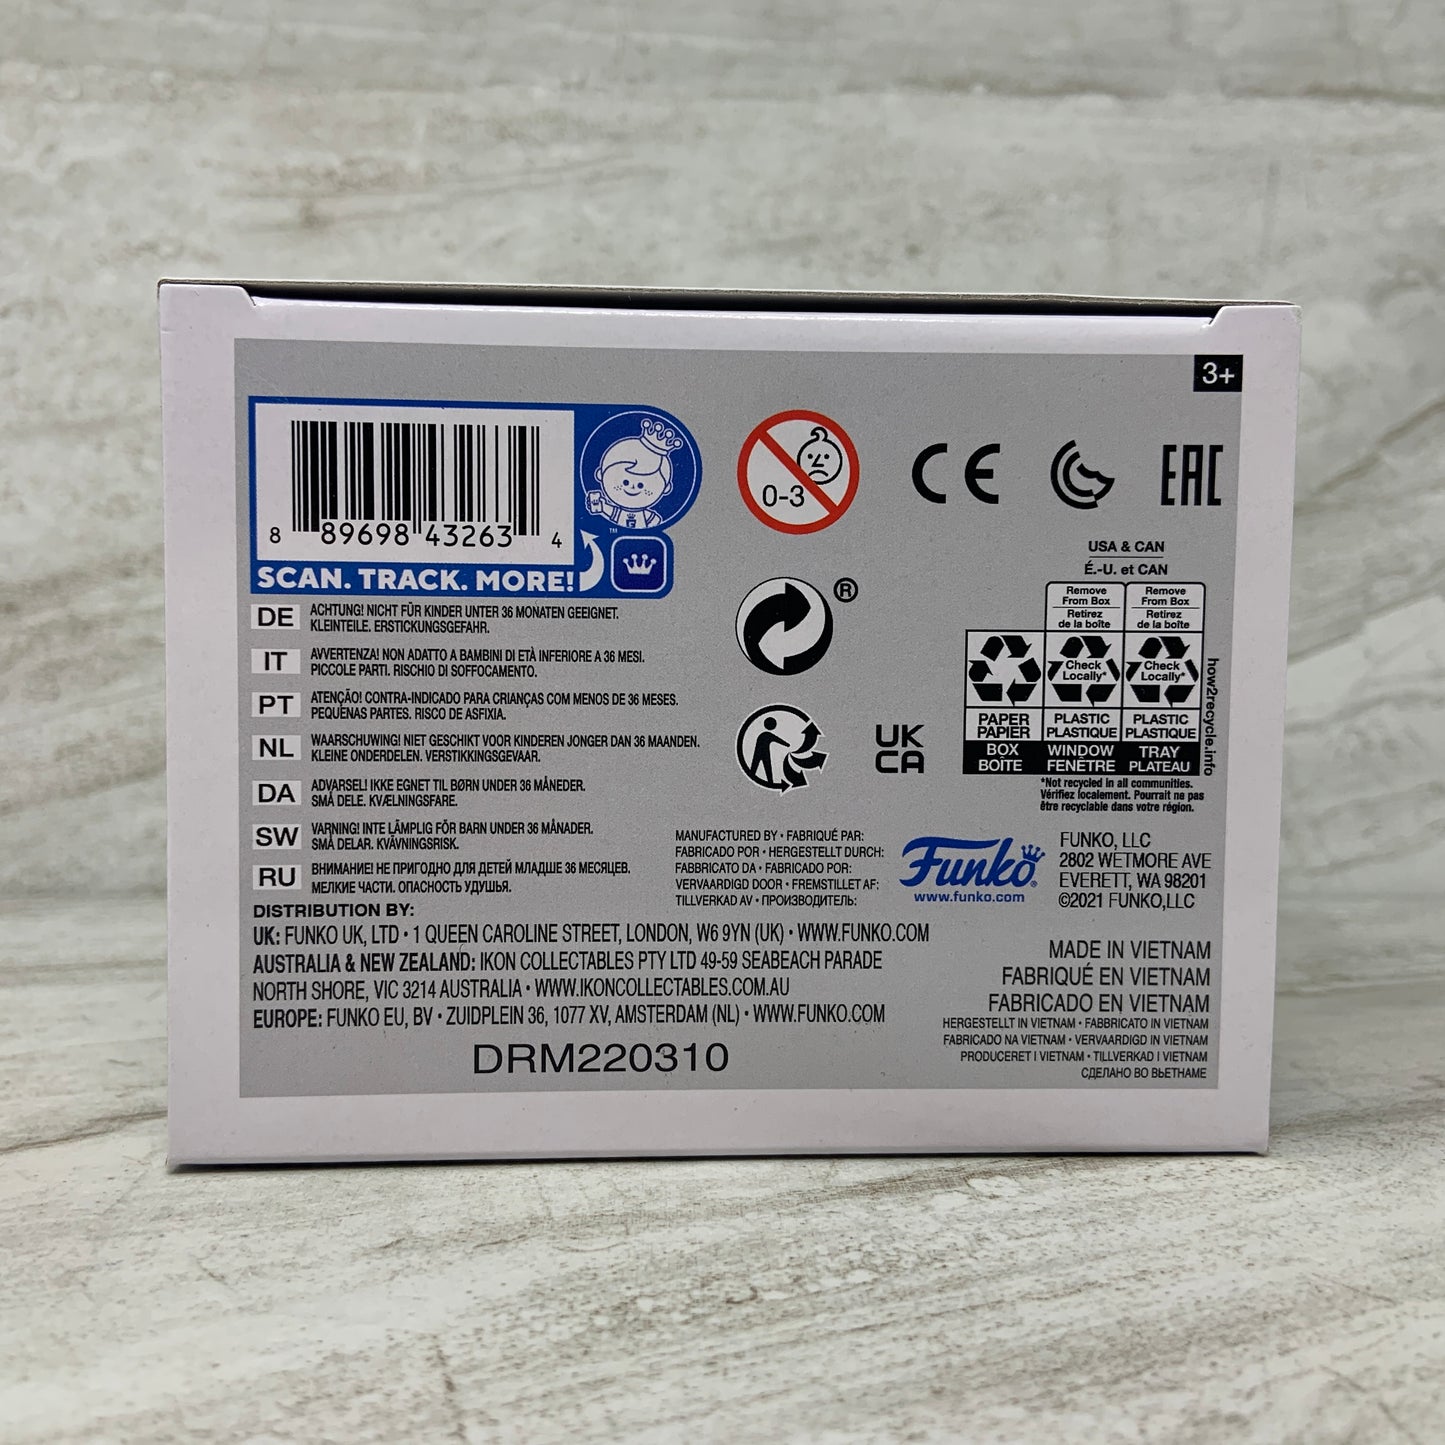 3+
8 89698 43263 4
™
SCAN. TRACK. MORE!
0-3
CE
EAC
®
UK
CA
USA & CAN
É.-U. et CAN
Remove From Box
Retirez de la boîte
Remove From Box
Retirez de la boîte
Check Locally*
Check Locally*
PAPER PAPIER
PLASTIC PLASTIQUE
PLASTIC PLASTIQUE
BOX BOÎTE
WINDOW FENÊTRE
TRAY PLATEAU
how2recycle.info
*Not recycled in all communities.
Vérifiez localement. Pourrait ne pas
être recyclable dans votre région.
DE ACHTUNG! NICHT FÜR KINDER UNTER 36 MONATEN GEEIGNET.
KLEINTEILE. ERSTICKUNGSGEFAHR.
IT AVVERTENZA! NON ADATTO A BAMBINI DI ETÀ INFERIORE A 36 MESI.
PICCOLE PARTI. RISCHIO DI SOFFOCAMENTO.
PT ATENÇÃO! CONTRA-INDICADO PARA CRIANÇAS COM MENOS DE 36 MESES.
PEQUENAS PARTES. RISCO DE ASFIXIA.
NL WAARSCHUWING! NIET GESCHIKT VOOR KINDEREN JONGER DAN 36 MAANDEN.
KLEINE ONDERDELEN. VERSTIKKINGSGEVAAR.
DA ADVARSEL! IKKE EGNET TIL BØRN UNDER 36 MÅNEDER.
SMÅ DELE. KVÆLNINGSFARE.
SW VARNING! INTE LÄMPLIG FÖR BARN UNDER 36 MÅNADER.
SMÅ DELAR. KVÄVNINGSRISK.
RU ВНИМАНИЕ! НЕ ПРИГОДНО ДЛЯ ДЕТЕЙ МЛАДШЕ 36 МЕСЯЦЕВ.
МЕЛКИЕ ЧАСТИ. ОПАСНОСТЬ УДУШЬЯ.
MANUFACTURED BY • FABRIQUÉ PAR:
FABRICADO POR • HERGESTELLT DURCH:
FABBRICATO DA • FABRICADO POR:
VERVAARDIGD DOOR • FREMSTILLET AF:
TILLVERKAD AV • ПРОИЗВОДИТЕЛЬ:
Funko®
www.funko.com
FUNKO, LLC
2802 WETMORE AVE
EVERETT, WA 98201
©2021 FUNKO,LLC
DISTRIBUTION BY:
UK: FUNKO UK, LTD • 1 QUEEN CAROLINE STREET, LONDON, W6 9YN (UK) • WWW.FUNKO.COM
AUSTRALIA & NEW ZEALAND: IKON COLLECTABLES PTY LTD 49-59 SEABEACH PARADE
NORTH SHORE, VIC 3214 AUSTRALIA • WWW.IKONCOLLECTABLES.COM.AU
EUROPE: FUNKO EU, BV • ZUIDPLEIN 36, 1077 XV, AMSTERDAM (NL) • WWW.FUNKO.COM
DRM220310
MADE IN VIETNAM
FABRIQUÉ EN VIETNAM
FABRICADO EN VIETNAM
HERGESTELLT IN VIETNAM • FABBRICATO IN VIETNAM
FABRICADO NA VIETNAM • VERVAARDIGD IN VIETNAM
PRODUCERET I VIETNAM • TILLVERKAD I VIETNAM
СДЕЛАНО ВО ВЬЕТНАМЕ